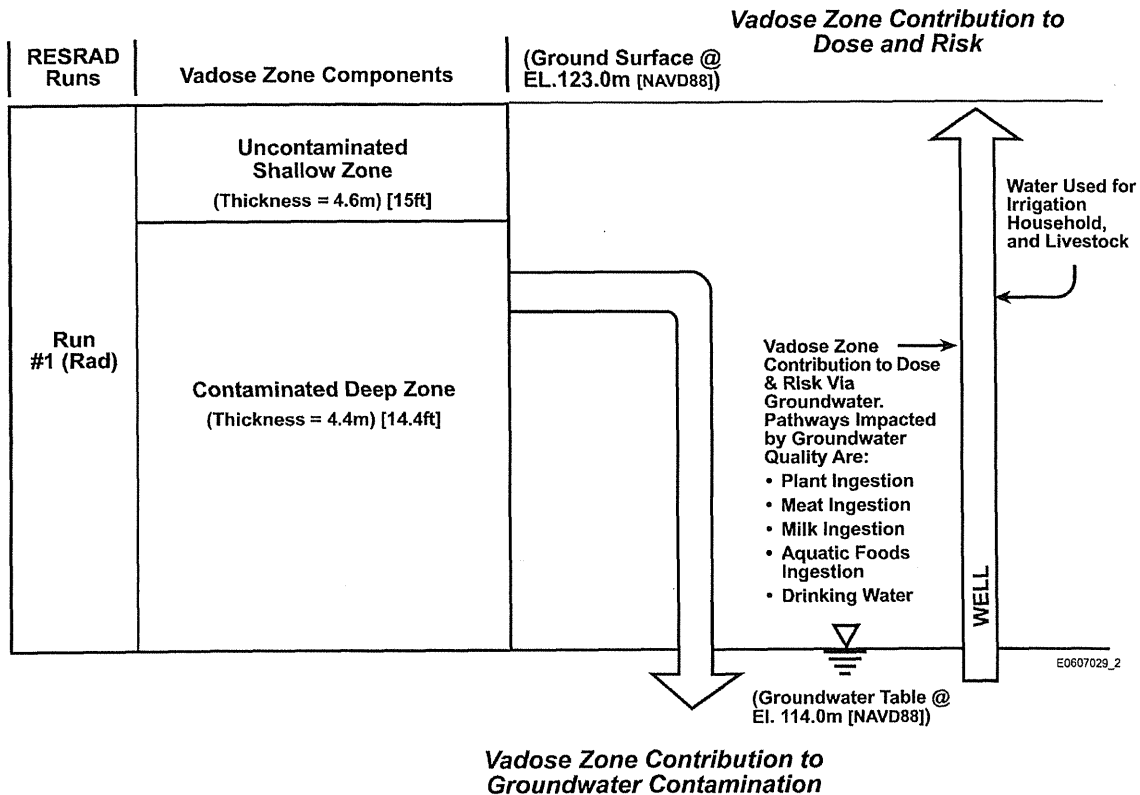 Vadose Zone Contribution to
Dose and Risk
RESRAD
Runs
Vadose Zone Components
(Ground Surface @
EL.123.0m [NAVD88])
Uncontaminated
Shallow Zone
(Thickness = 4.6m) [15ft]
Water Used for
Irrigation
Household,
and Livestock
Run
#1 (Rad)
Contaminated Deep Zone
(Thickness = 4.4m) [14.4ft]
Vadose Zone
Contribution to Dose
& Risk Via
Groundwater.
Pathways Impacted
by Groundwater
Quality Are:
• Plant Ingestion
• Meat Ingestion
• Milk Ingestion
• Aquatic Foods
Ingestion
• Drinking Water
WELL
E0607029_2
(Groundwater Table @
El. 114.0m [NAVD88])
Vadose Zone Contribution to
Groundwater Contamination